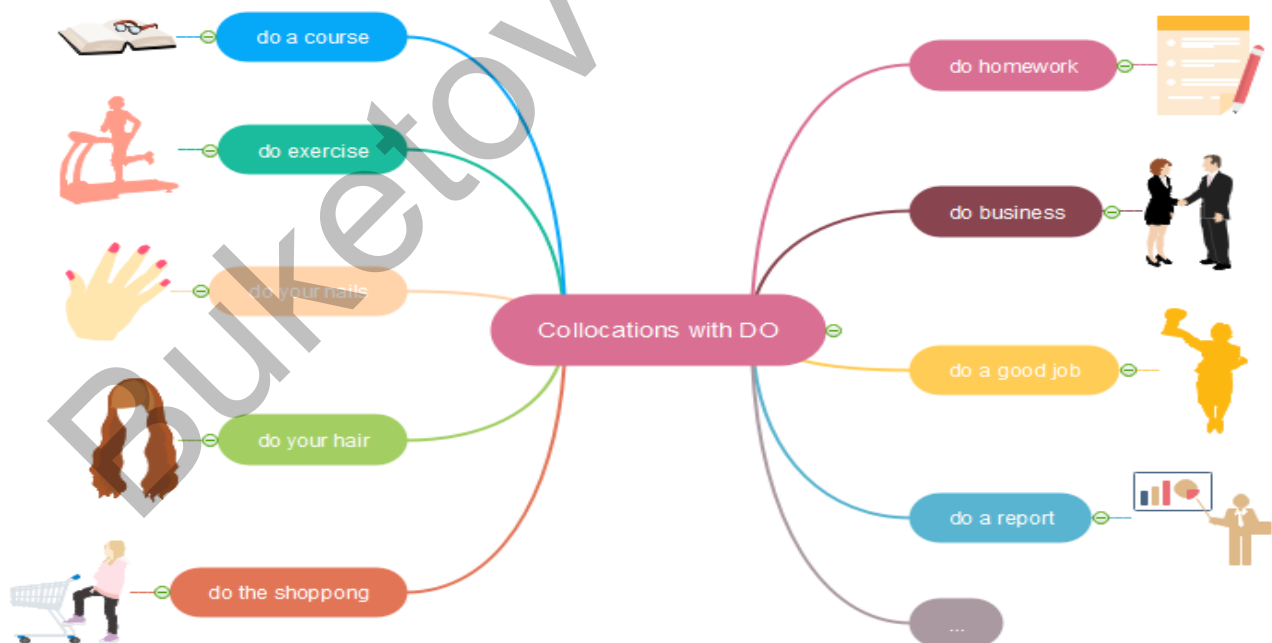 do a course
do exercise
do your nails
do your hair
do the shoppong
Collocations with DO
do homework
do business
do a good job
do a report
...
Buketov